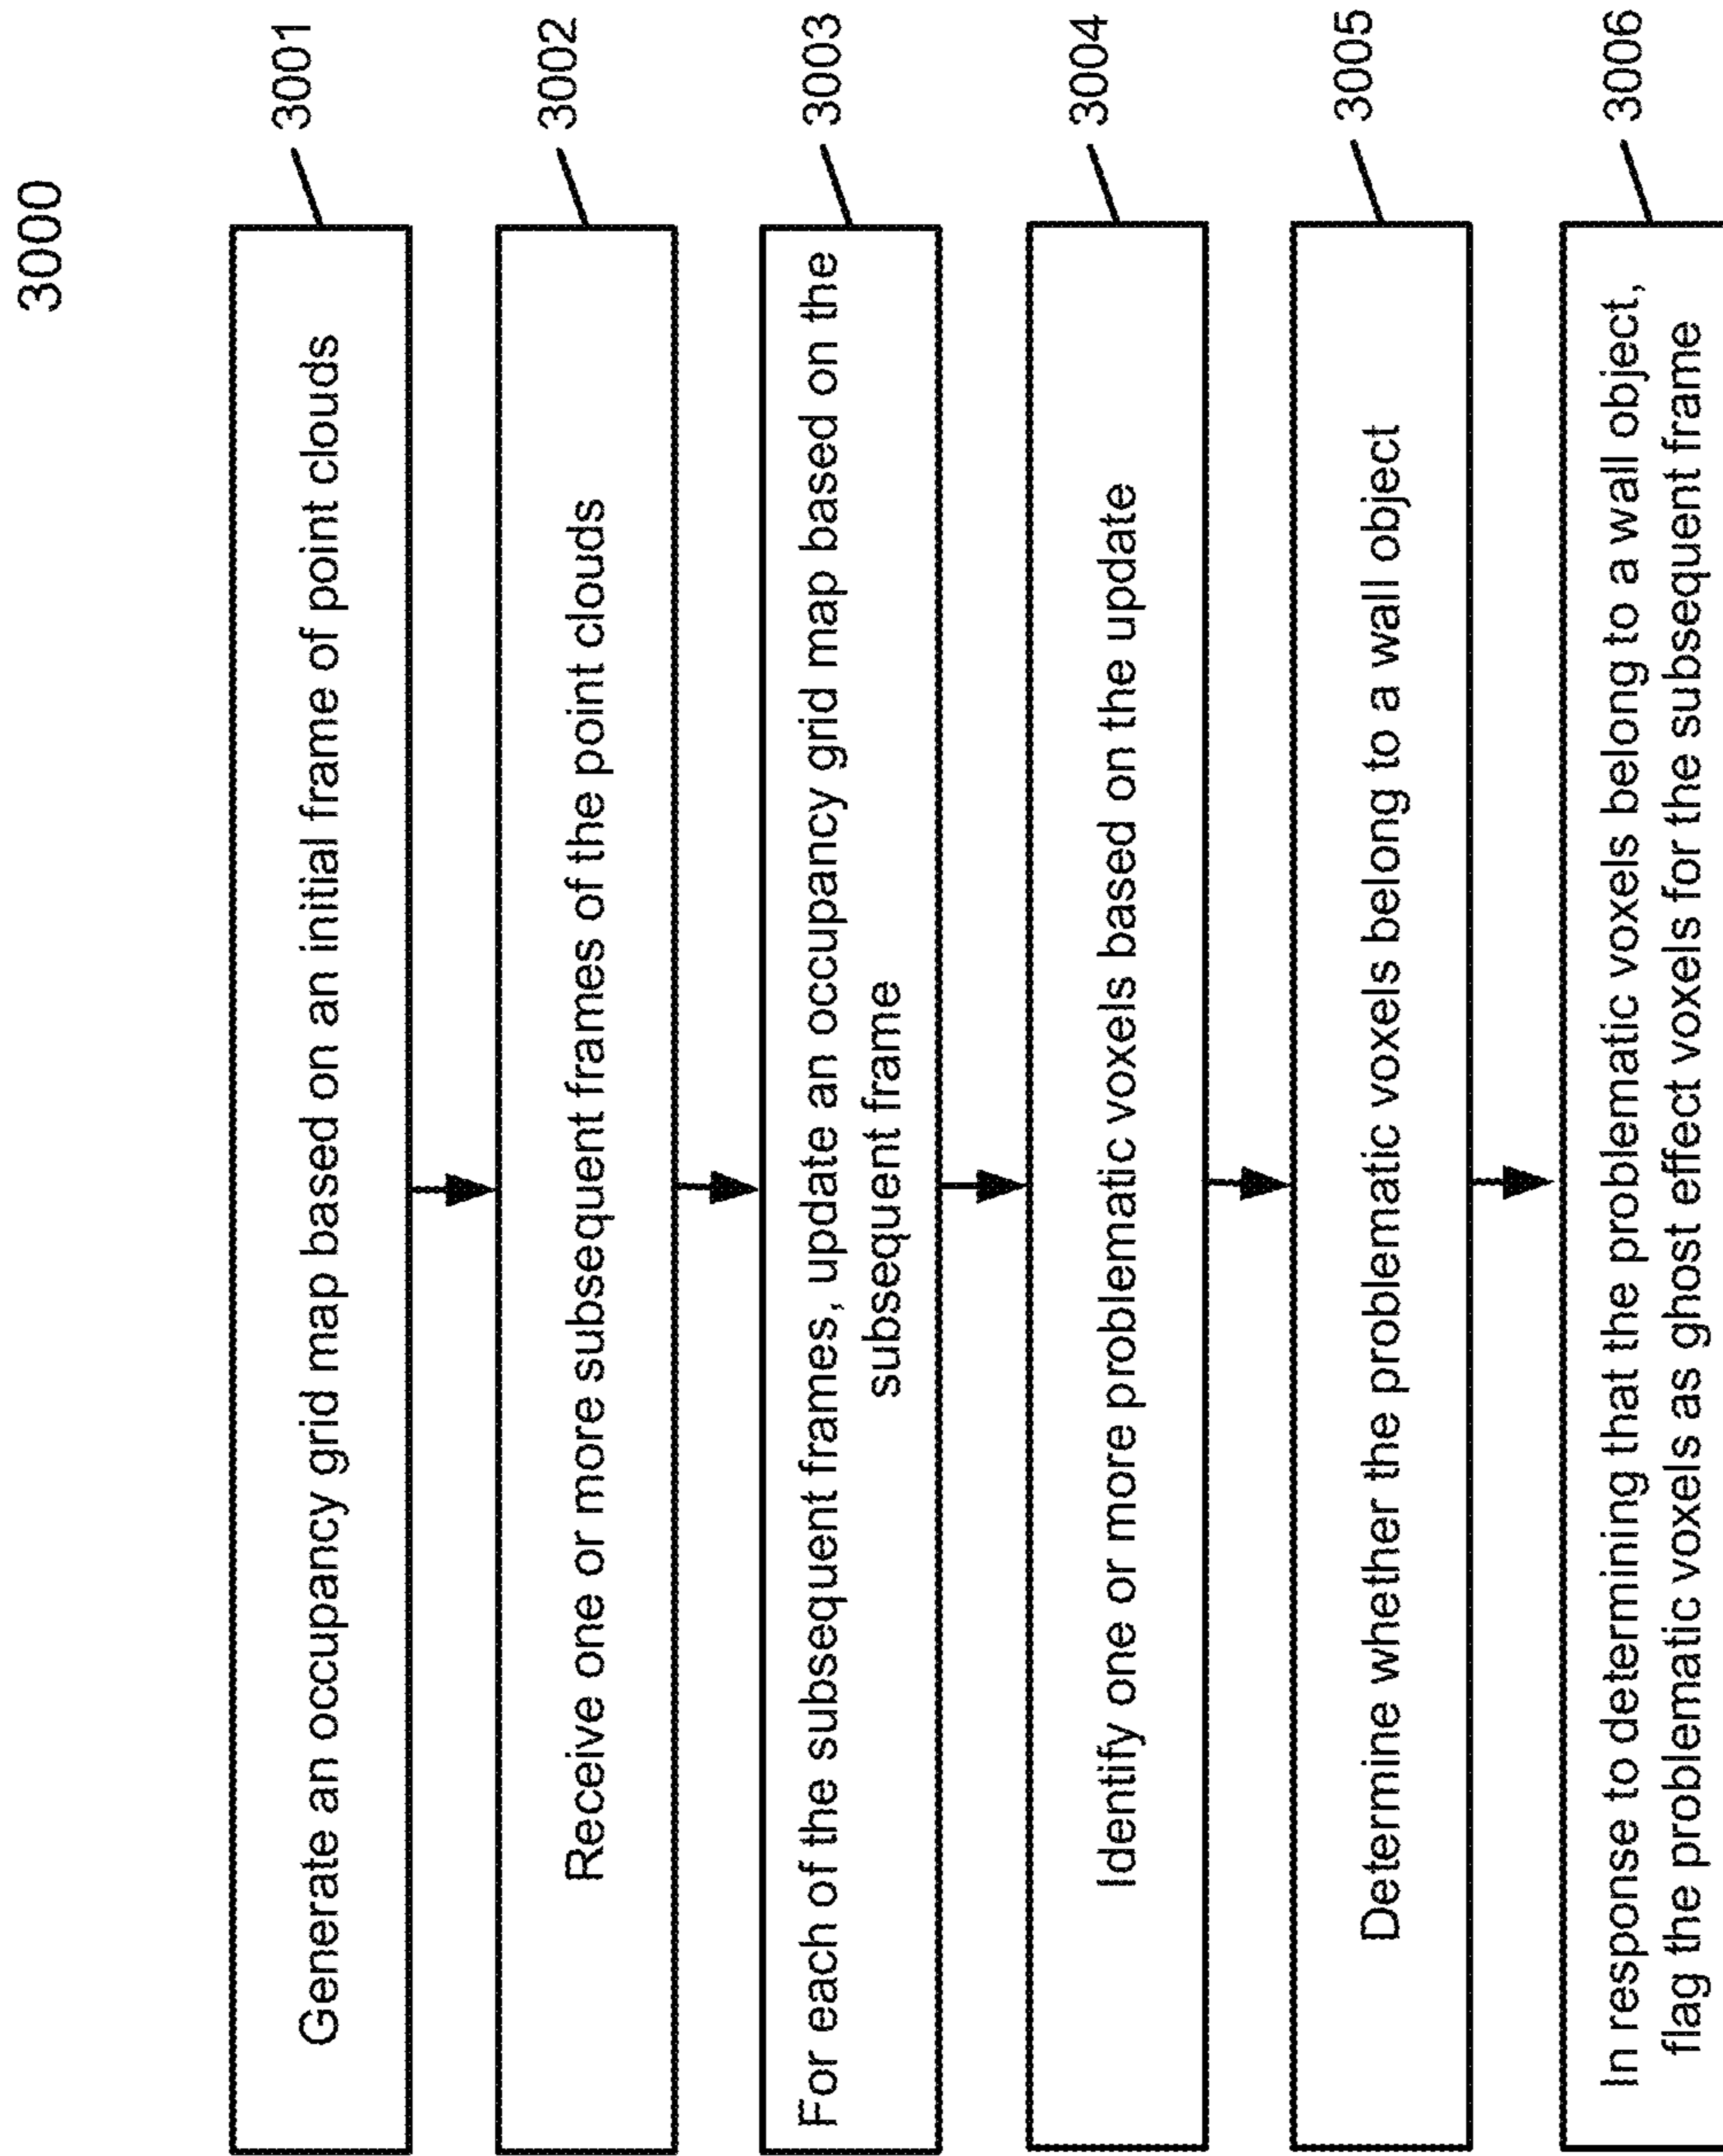 3000
Generate an occupancy grid map based on an initial frame of point clouds
3001
Receive one or more subsequent frames of the point clouds
3002
For each of the subsequent frames, update an occupancy grid map based on the
subsequent frame
3003
Identify one or more problematic voxels based on the update
3004
Determine whether the problematic voxels belong to a wall object
3005
In response to determining that the problematic voxels belong to a wall object,
flag the problematic voxels as ghost effect voxels for the subsequent frame
3006